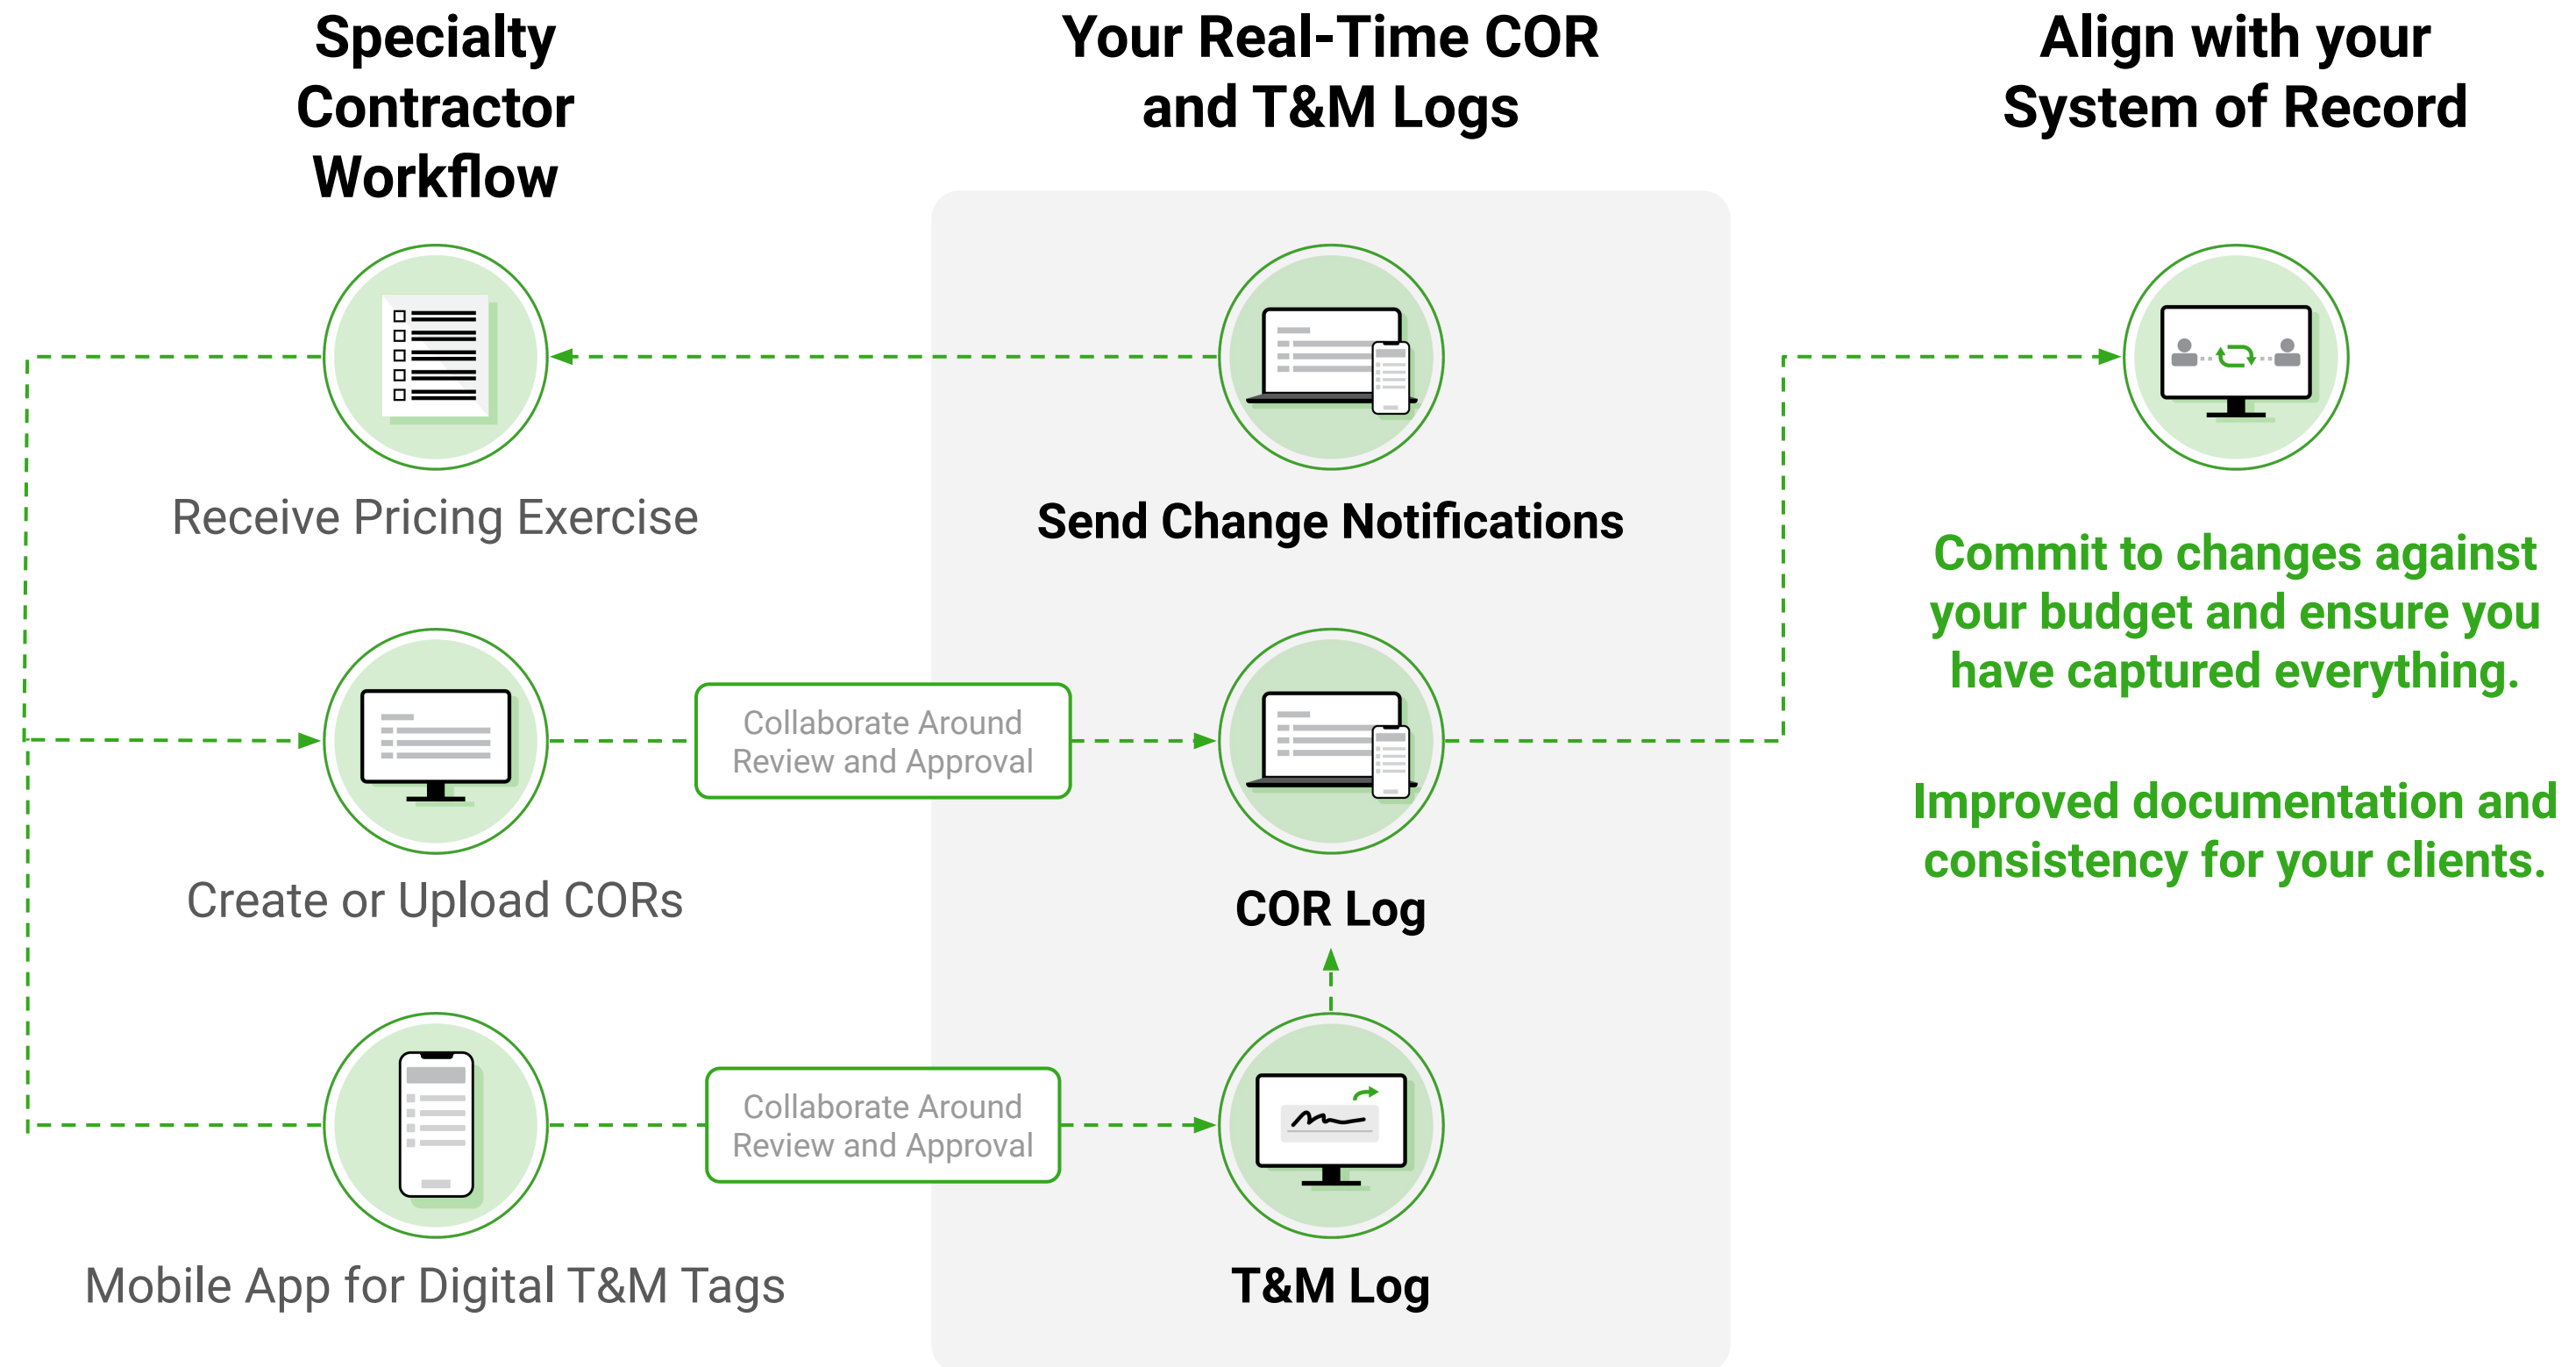 Specialty
Contractor
Workflow
Your Real-Time COR
and T&M Logs
Align with your
System of Record
Receive Pricing Exercise
Send Change Notifications
Commit to changes against
your budget and ensure you
have captured everything.
Improved documentation and
consistency for your clients.
Collaborate Around
Review and Approval
Create or Upload CORs
COR Log
Collaborate Around
Review and Approval
Mobile App for Digital T&M Tags
T&M Log